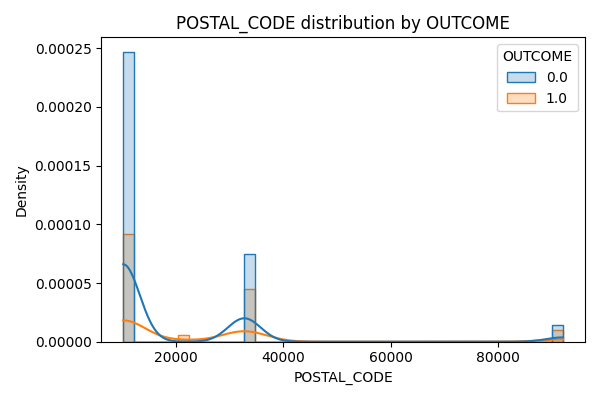 POSTAL_CODE distribution by OUTCOME
OUTCOME
0.0
1.0
Density
0.00025
0.00020
0.00015
0.00010
0.00005
0.00000
20000 40000 60000 80000
POSTAL_CODE